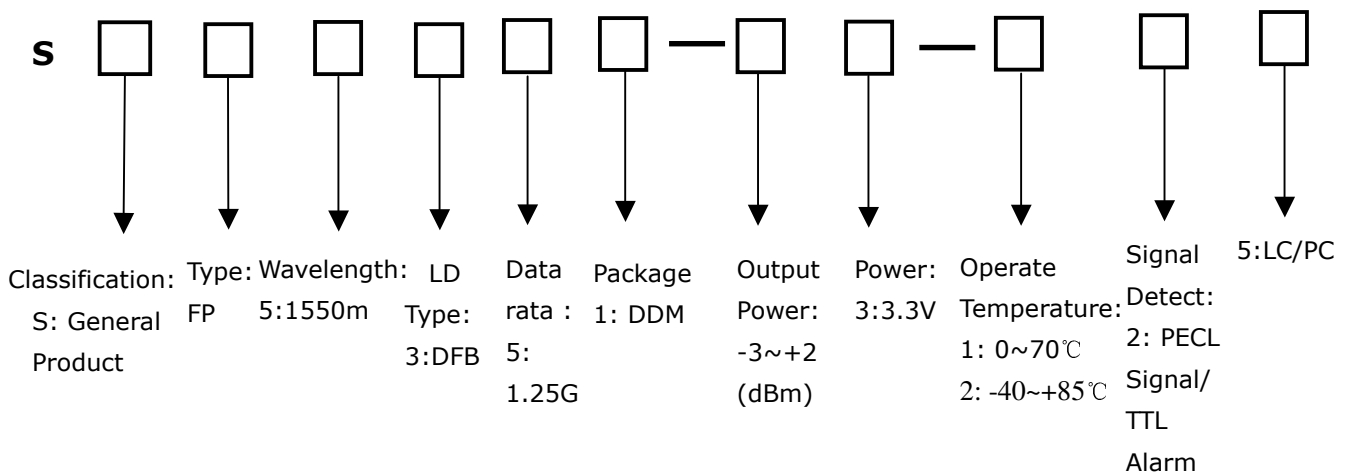 S
Classification:
S: General
Product
Type:
FP
Wavelength:
5:1550m
LD
Type:
3:DFB
Data
rata :
5:
1.25G
Package
1: DDM
Output
Power:
-3~+2
(dBm)
Power:
3:3.3V
Operate
Temperature:
1: 0~70℃
2: -40~+85℃
Signal
Detect:
2: PECL
Signal/
TTL
Alarm
5:LC/PC